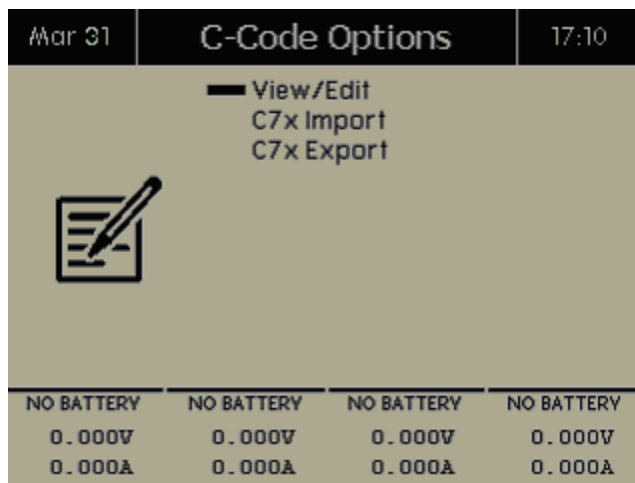 Mar 31 C-Code Options 17:10
View/Edit
C7x Import
C7x Export
NO BATTERY NO BATTERY NO BATTERY NO BATTERY
0.000V 0.000V 0.000V 0.000V
0.000A 0.000A 0.000A 0.000A